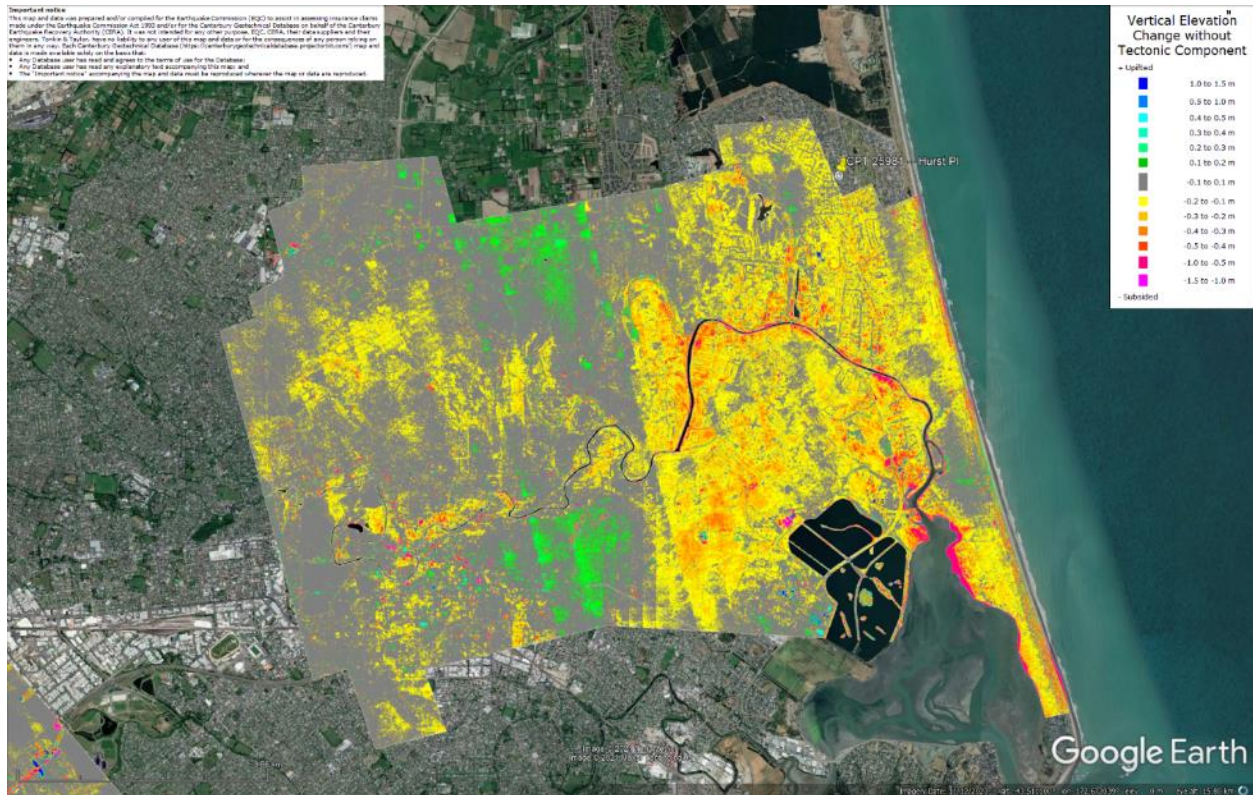 Important notice
This map and data was prepared and/or compiled for the Earthquake Commission (EQC) to assist in assessing insurance claims
made under the Earthquake Commission Act 1993 and/or for the Canterbury Geotechnical Database on behalf of the Canterbury
Earthquake Recovery Authority (CERA). It was not intended for any other purpose. EQC, CERA, their data suppliers and their
engineers, Tonkin & Taylor, have no liability to any user of this map and data or for the consequences of any person relying on
them in any way. Each Canterbury Geotechnical Database (https://canterburygeotechnicaldatabase.projectorbit.com/) map and
data is made available solely on the basis that:
• Any Database user has read and agrees to the terms of use for the Database;
• Any Database user has read any explanatory text accompanying this map; and
• The "Important notice" accompanying the map and data must be reproduced wherever the map or data are reproduced.
N
Vertical Elevation
Change without
Tectonic Component
+ Uplifted
1.0 to 1.5 m
0.5 to 1.0 m
0.4 to 0.5 m
0.3 to 0.4 m
0.2 to 0.3 m
0.1 to 0.2 m
-0.1 to 0.1 m
-0.2 to -0.1 m
-0.3 to -0.2 m
-0.4 to -0.3 m
-0.5 to -0.4 m
-1.0 to -0.5 m
-1.5 to -1.0 m
- Subsided
CPT 25981 - Hurst Pl
Google Earth
Imagery Date:
eye alt 15.80 km